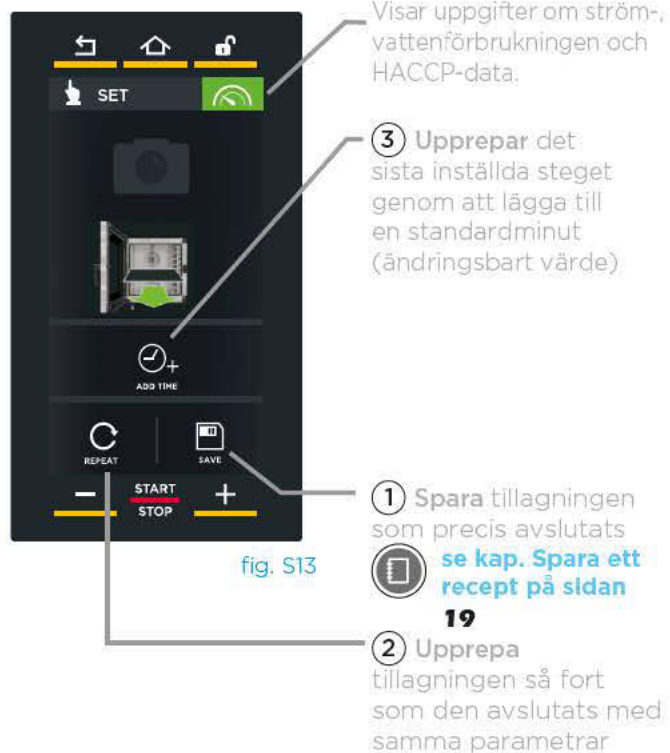 Visar uppgifter om ström-,
vattenförbrukningen och
HACCP-data.
SET
3 Upprepar det
sista inställda steget
genom att lägga till
en standardminut
(ändringsbart värde)
ADD TIME
REPEAT
SAVE
START
STOP
fig. S13
1 Spara tillagningen
som precis avslutats
se kap. Spara ett
recept på sidan
19
2 Upprepa
tillagningen så fort
som den avslutats med
samma parametrar